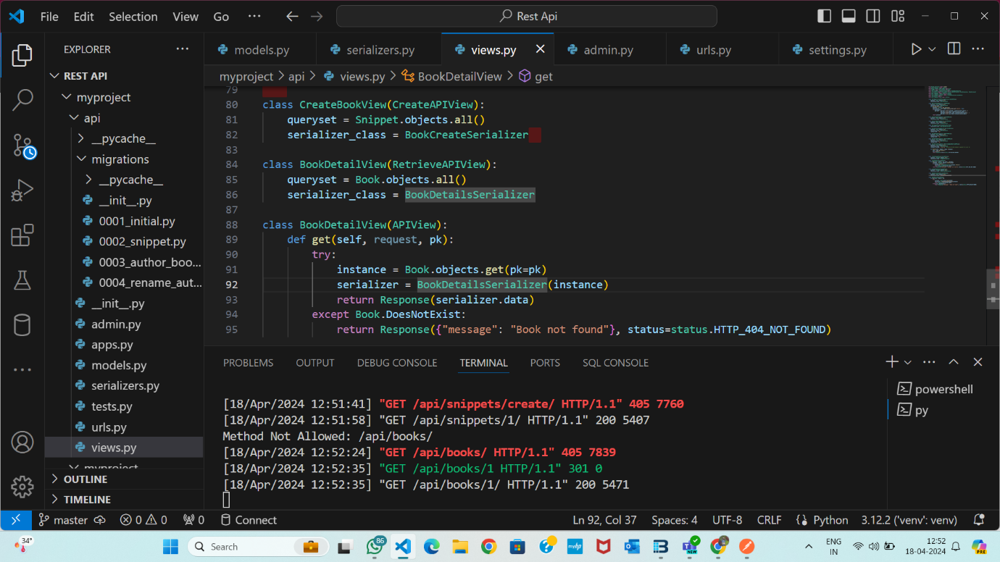 File Edit Selection View Go ··· Rest Api
EXPLORER ···
REST API
myproject
api
__pycache__
migrations
__pycache__
__init__.py
0001_initial.py
0002_snippet.py
0003_author_boo...
0004_rename_aut...
__init__.py
admin.py
apps.py
models.py
serializers.py
tests.py
urls.py
views.py
myproject
OUTLINE
TIMELINE
models.py serializers.py views.py admin.py urls.py settings.py
myproject > api > views.py > BookDetailView > get
79
80 class CreateBookView(CreateAPIView):
81 queryset = Snippet.objects.all()
82 serializer_class = BookCreateSerializer
83
84 class BookDetailView(RetrieveAPIView):
85 queryset = Book.objects.all()
86 serializer_class = BookDetailsSerializer
87
88 class BookDetailView(APIView):
89 def get(self, request, pk):
90 try:
91 instance = Book.objects.get(pk=pk)
92 serializer = BookDetailsSerializer(instance)
93 return Response(serializer.data)
94 except Book.DoesNotExist:
95 return Response({"message": "Book not found"}, status=status.HTTP_404_NOT_FOUND)
PROBLEMS OUTPUT DEBUG CONSOLE TERMINAL PORTS SQL CONSOLE
[18/Apr/2024 12:51:41] "GET /api/snippets/create/ HTTP/1.1" 405 7760
[18/Apr/2024 12:51:58] "GET /api/snippets/1/ HTTP/1.1" 200 5407
Method Not Allowed: /api/books/
[18/Apr/2024 12:52:24] "GET /api/books/ HTTP/1.1" 405 7839
[18/Apr/2024 12:52:35] "GET /api/books/1 HTTP/1.1" 301 0
[18/Apr/2024 12:52:35] "GET /api/books/1/ HTTP/1.1" 200 5471
powershell
py
master 0 0 0 Connect Ln 92, Col 37 Spaces: 4 UTF-8 CRLF Python 3.12.2 ('venv': venv)
34° Search 86 NEW ENG 12:52 PRE
IN 18-04-2024